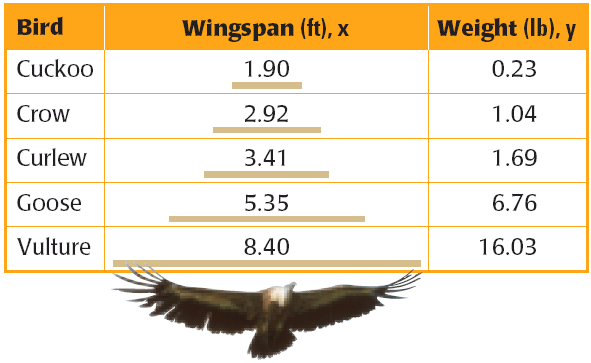 Bird Wingspan (ft), x Weight (lb), y
Cuckoo 1.90 0.23
Crow 2.92 1.04
Curlew 3.41 1.69
Goose 5.35 6.76
Vulture 8.40 16.03